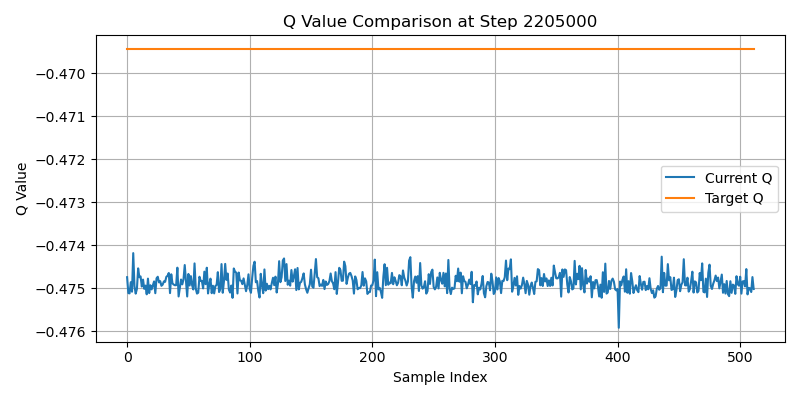 Q Value Comparison at Step 2205000
Q Value
−0.470
−0.471
−0.472
−0.473
−0.474
−0.475
−0.476
Current Q
Target Q
0
100
200
300
400
500
Sample Index